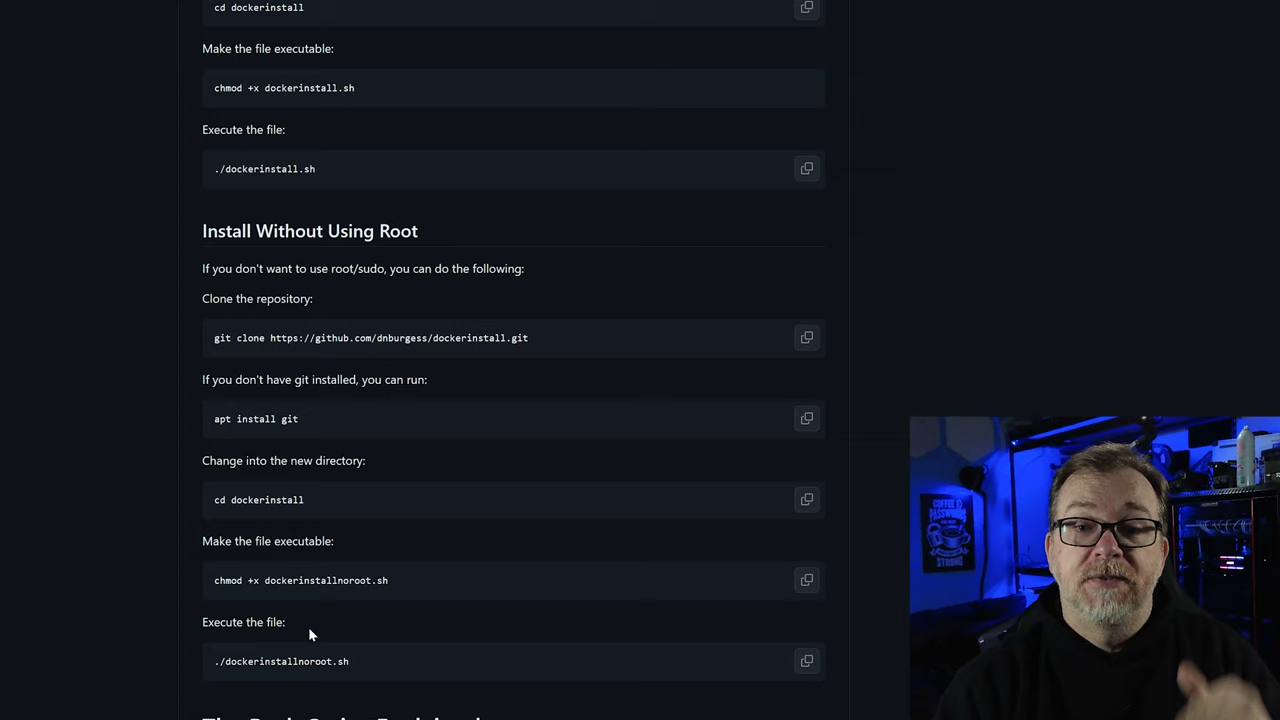 cd dockerinstall
Make the file executable:
chmod +x dockerinstall.sh
Execute the file:
./dockerinstall.sh
Install Without Using Root
If you don't want to use root/sudo, you can do the following:
Clone the repository:
git clone https://github.com/dnburgess/dockerinstall.git
If you don't have git installed, you can run:
apt install git
Change into the new directory:
cd dockerinstall
Make the file executable:
chmod +x dockerinstallnoroot.sh
Execute the file:
./dockerinstallnoroot.sh
COFFEE
PASSWORDS
STRONG